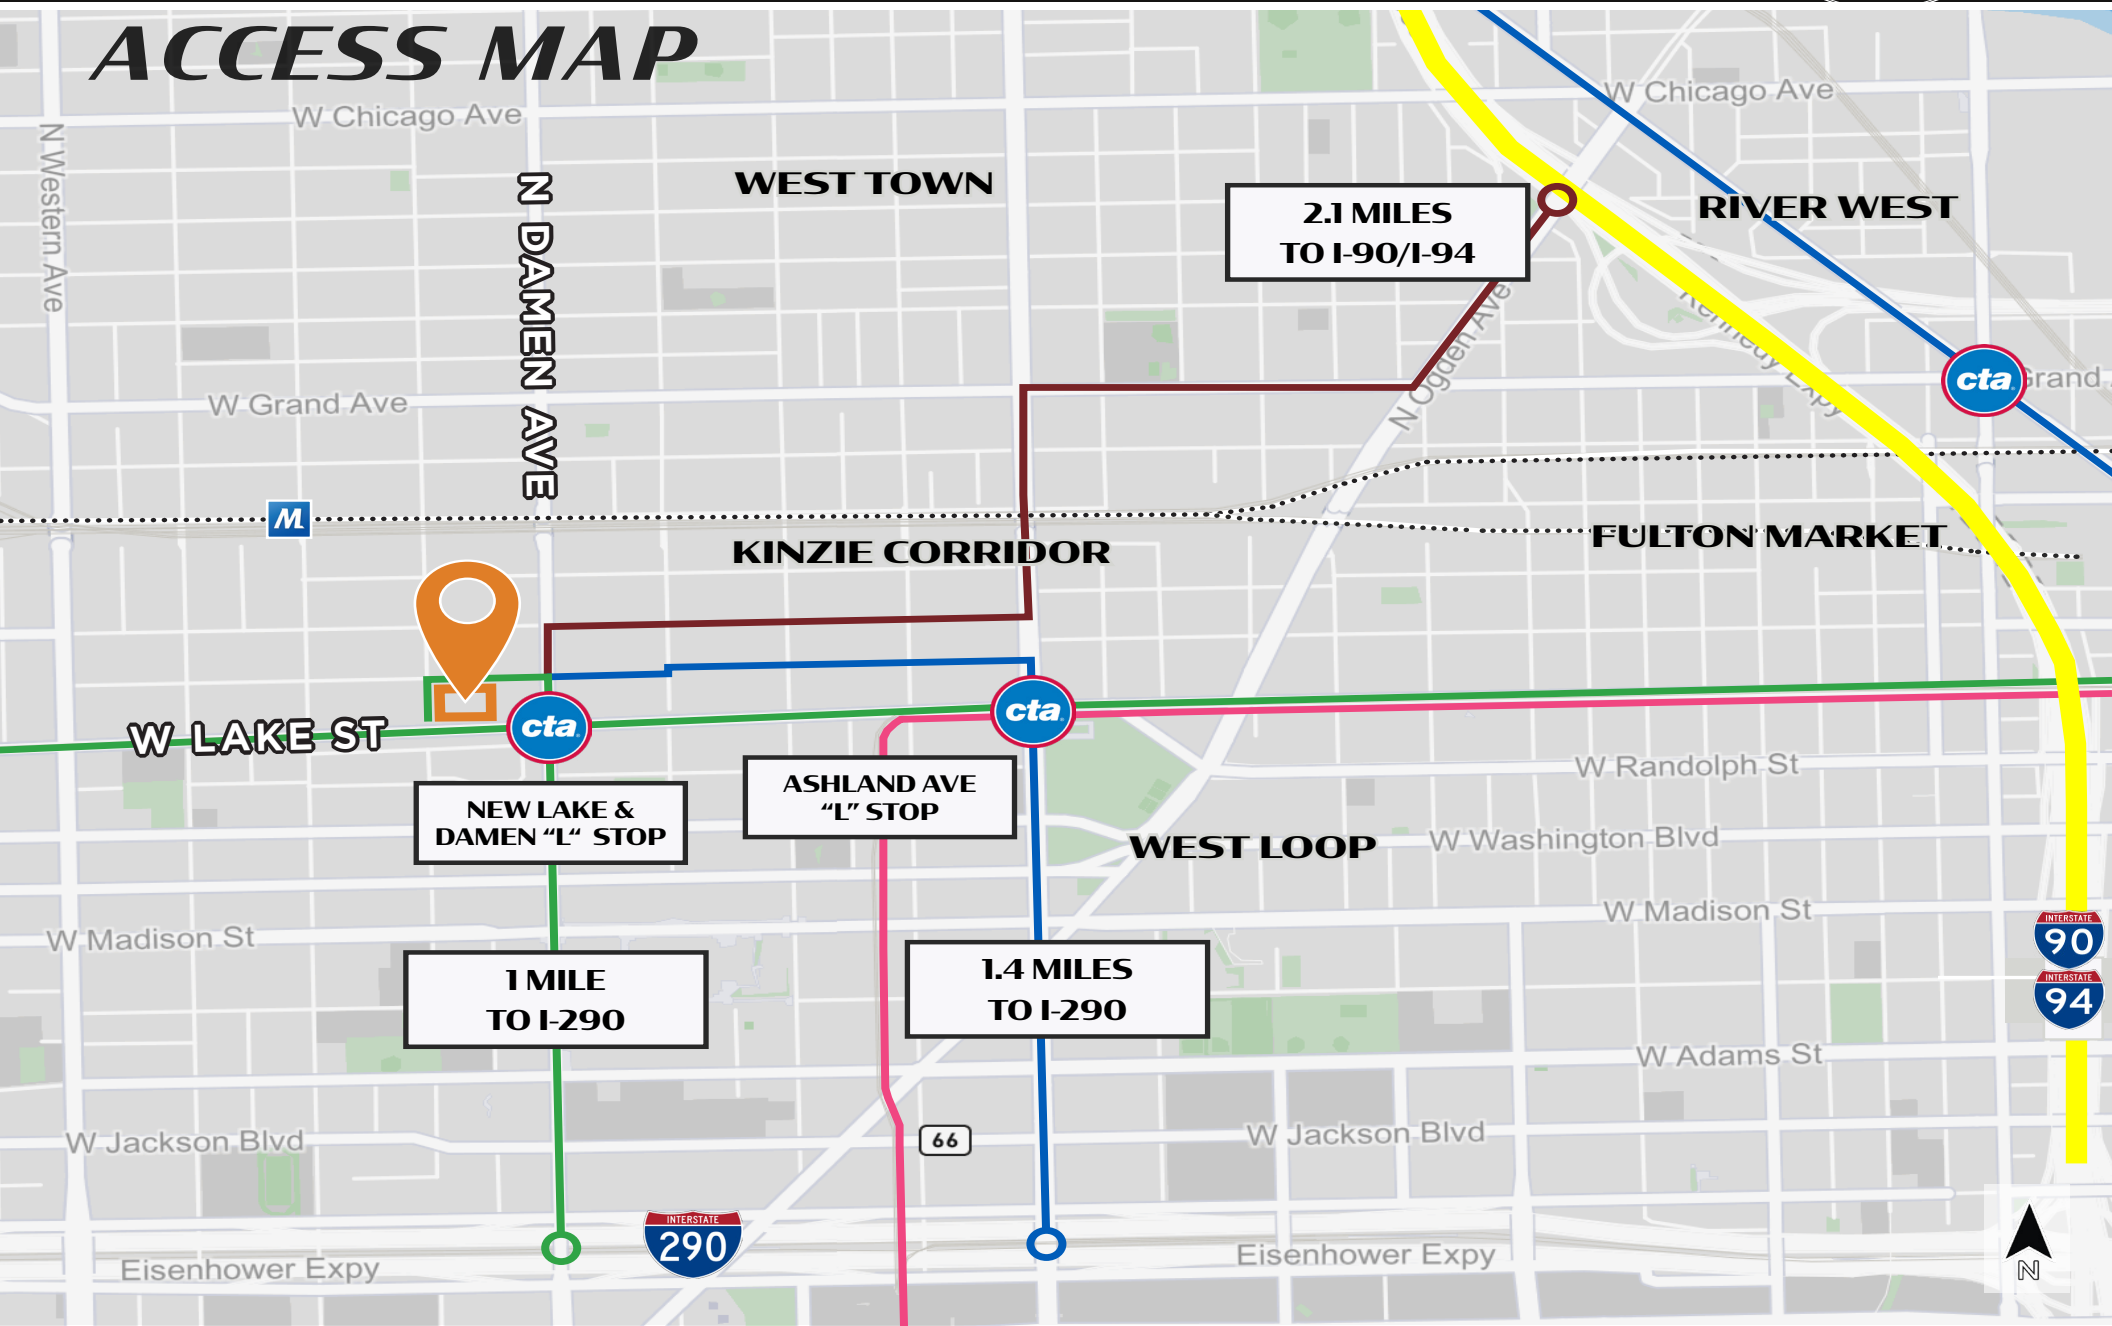 ACCESS MAP
W Chicago Ave
W Chicago Ave
N Western Ave
N DAMEN AVE
WEST TOWN
2.1 MILES
TO I-90/I-94
RIVER WEST
Kennedy Expy
N Ogden Ave
W Grand Ave
cta
Grand
M
KINZIE CORRIDOR
FULTON MARKET
W LAKE ST
cta
cta
NEW LAKE &
DAMEN “L“ STOP
ASHLAND AVE
“L” STOP
W Randolph St
WEST LOOP
W Washington Blvd
W Madison St
W Madison St
INTERSTATE
90
INTERSTATE
94
1 MILE
TO I-290
1.4 MILES
TO I-290
W Adams St
W Jackson Blvd
66
W Jackson Blvd
INTERSTATE
290
Eisenhower Expy
Eisenhower Expy
N